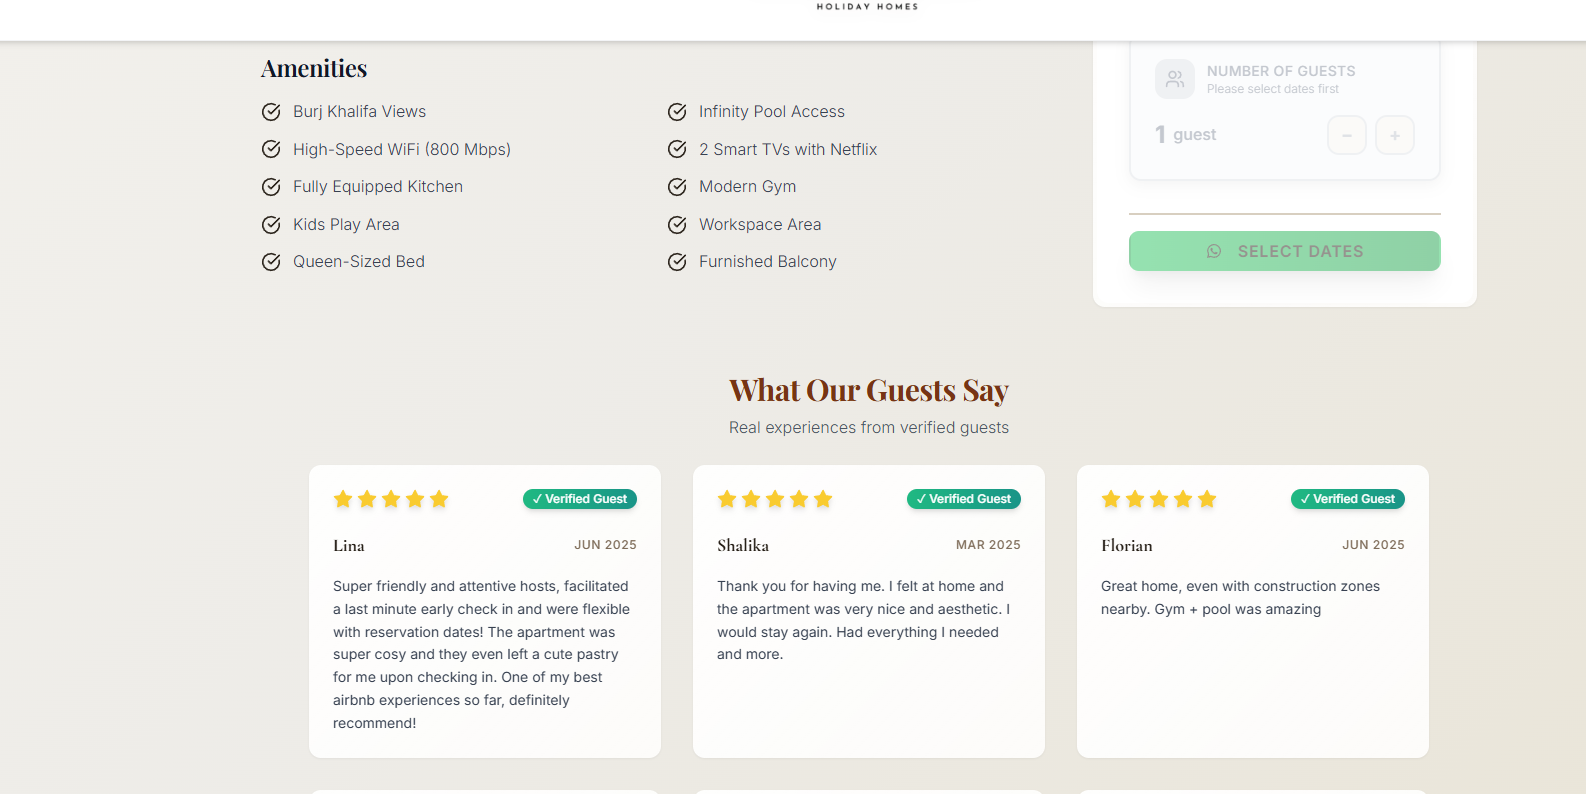 HOLIDAY HOMES
Amenities
Burj Khalifa Views
High-Speed WiFi (800 Mbps)
Fully Equipped Kitchen
Kids Play Area
Queen-Sized Bed
Infinity Pool Access
2 Smart TVs with Netflix
Modern Gym
Workspace Area
Furnished Balcony
NUMBER OF GUESTS
Please select dates first
1 guest
− +
SELECT DATES
What Our Guests Say
Real experiences from verified guests
✓ Verified Guest
Lina
JUN 2025
Super friendly and attentive hosts, facilitated
a last minute early check in and were flexible
with reservation dates! The apartment was
super cosy and they even left a cute pastry
for me upon checking in. One of my best
airbnb experiences so far, definitely
recommend!
✓ Verified Guest
Shalika
MAR 2025
Thank you for having me. I felt at home and
the apartment was very nice and aesthetic. I
would stay again. Had everything I needed
and more.
✓ Verified Guest
Florian
JUN 2025
Great home, even with construction zones
nearby. Gym + pool was amazing